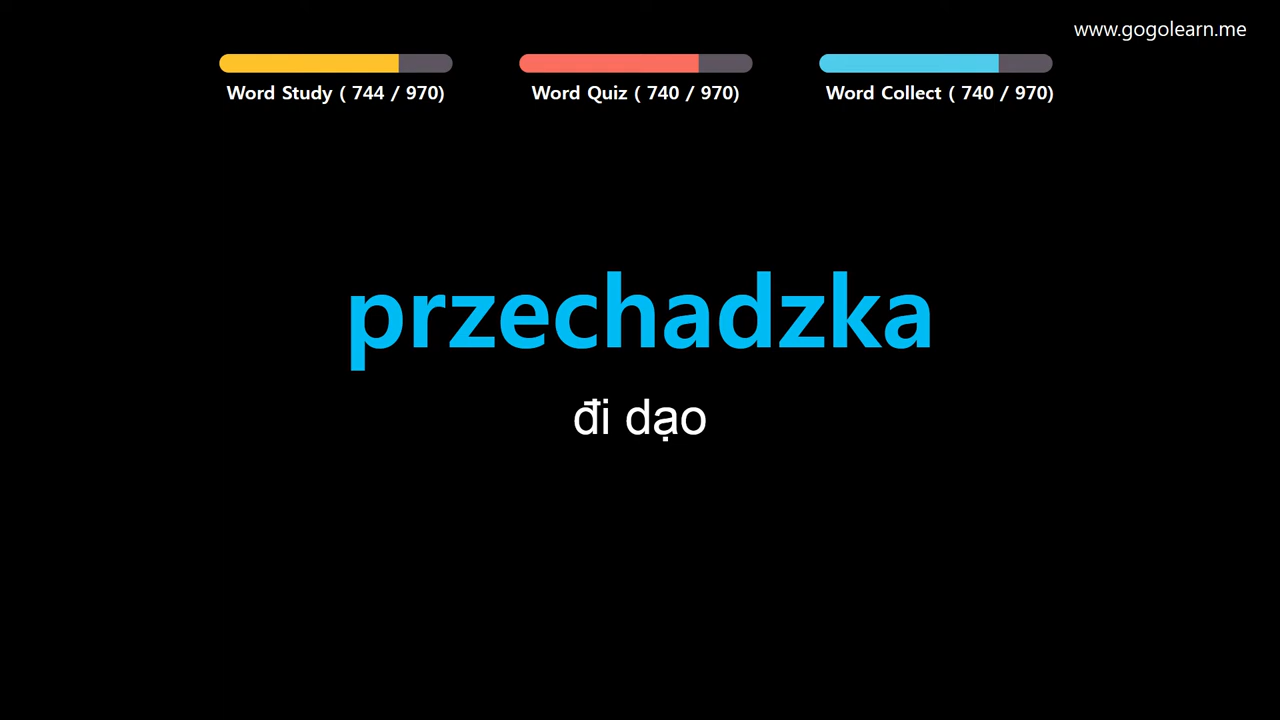 www.gogolearn.me
Word Study ( 744 / 970)
Word Quiz ( 740 / 970)
Word Collect ( 740 / 970)
przechadzka
đi dạo